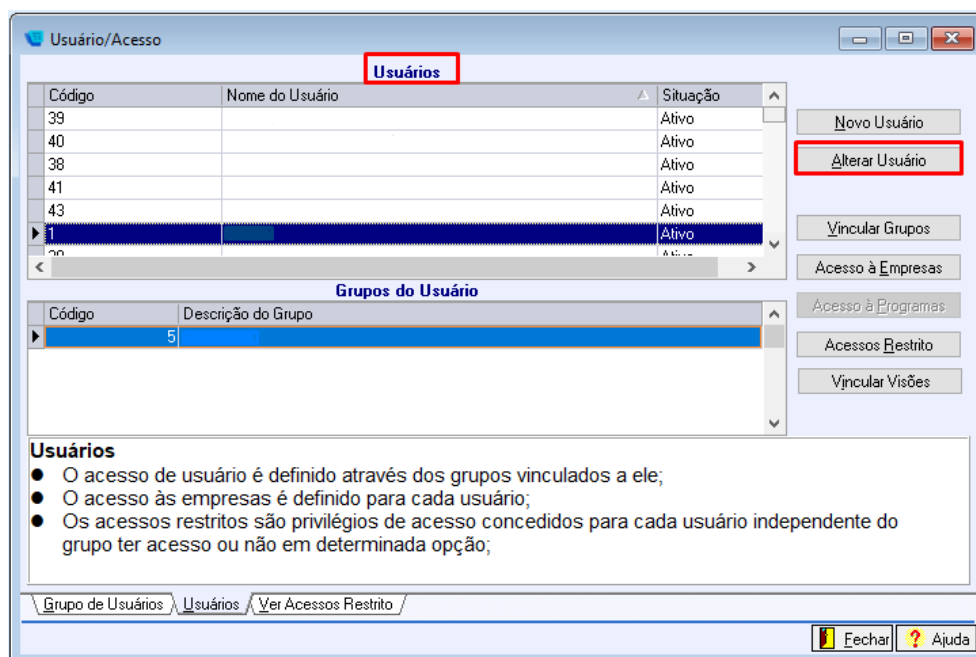 Usuário/Acesso
Usuários
Código Nome do Usuário Situação
39 Ativo
40 Ativo
38 Ativo
41 Ativo
43 Ativo
1 Ativo
Novo Usuário
Alterar Usuário
Vincular Grupos
Acesso à Empresas
Acesso à Programas
Acessos Restrito
Vincular Visões
Grupos do Usuário
Código Descrição do Grupo
5
Usuários
● O acesso de usuário é definido através dos grupos vinculados a ele;
● O acesso às empresas é definido para cada usuário;
● Os acessos restritos são privilégios de acesso concedidos para cada usuário independente do
grupo ter acesso ou não em determinada opção;
Grupo de Usuários Usuários Ver Acessos Restrito
Fechar ? Ajuda